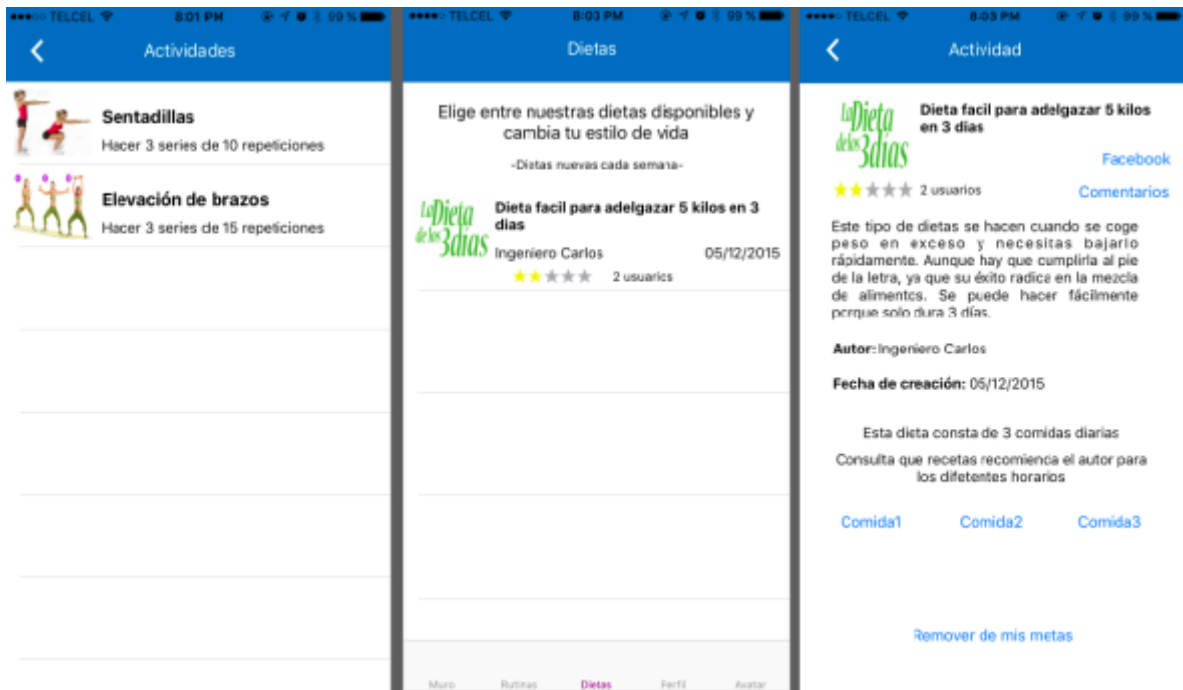 TELCEL 8:01 PM 99 %
Actividades
Sentadillas
Hacer 3 series de 10 repeticiones
Elevación de brazos
Hacer 3 series de 15 repeticiones
TELCEL 8:03 PM 99 %
Dietas
Elige entre nuestras dietas disponibles y
cambia tu estilo de vida
-Dietas nuevas cada semana-
La Dieta
de los 3 días
Dieta facil para adelgazar 5 kilos en 3
dias
Ingeniero Carlos 05/12/2015
2 usuarios
Muro Rutinas Dietas Perfil Avatar
TELCEL 8:03 PM 99 %
Actividad
La Dieta
de los 3 días
Dieta facil para adelgazar 5 kilos
en 3 dias
Facebook
2 usuarios
Comentarios
Este tipo de dietas se hacen cuando se coge
peso en exceso y necesitas bajarlo
rápidamente. Aunque hay que cumplirla al pie
de la letra, ya que su éxito radica en la mezcla
de alimentos. Se puede hacer fácilmente
porque solo dura 3 días.
Autor: Ingeniero Carlos
Fecha de creación: 05/12/2015
Esta dieta consta de 3 comidas diarias
Consulta que recetas recomienda el autor para
los difetentes horarios
Comida1 Comida2 Comida3
Remover de mis metas